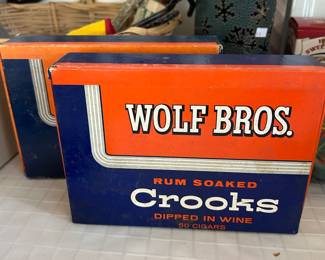 WOLF BROS.
RUM SOAKED
Crooks
DIPPED IN WINE
50 CIGARS